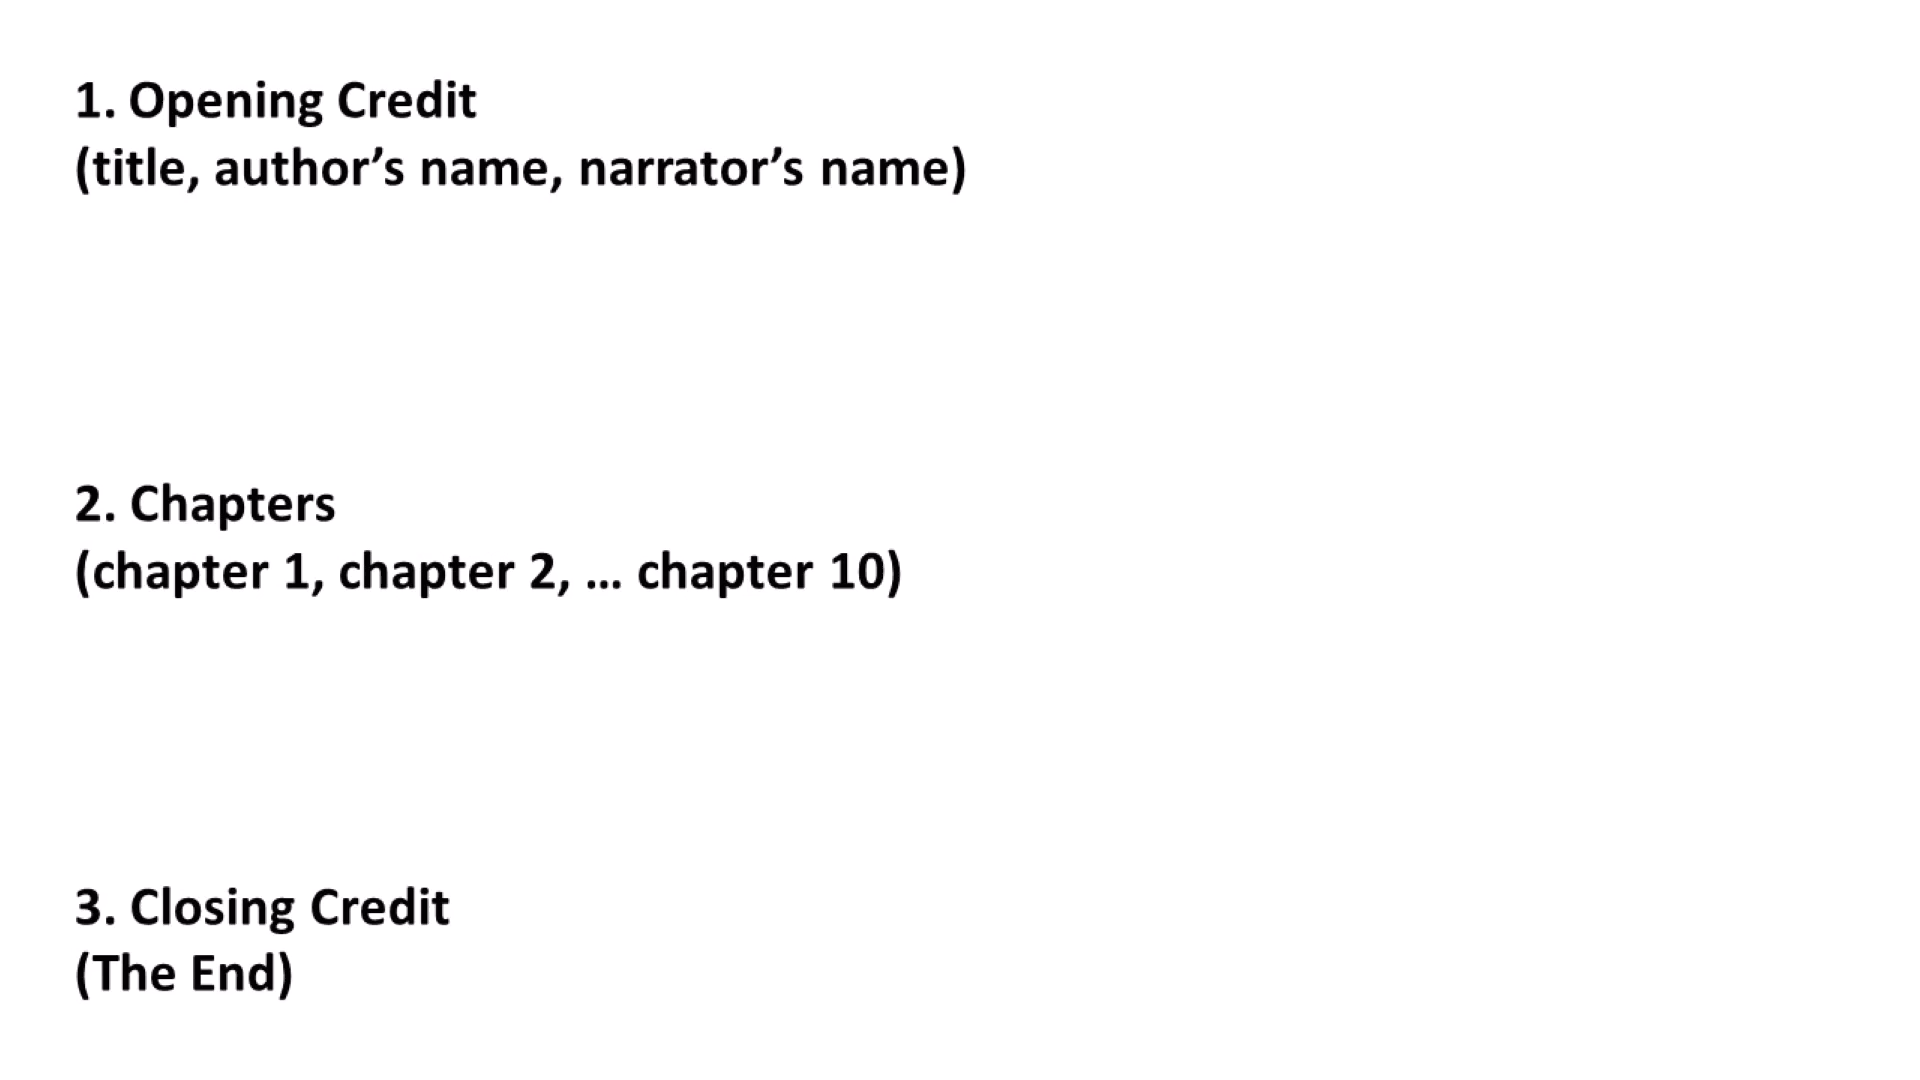 1. Opening Credit
(title, author’s name, narrator’s name)
2. Chapters
(chapter 1, chapter 2, … chapter 10)
3. Closing Credit
(The End)